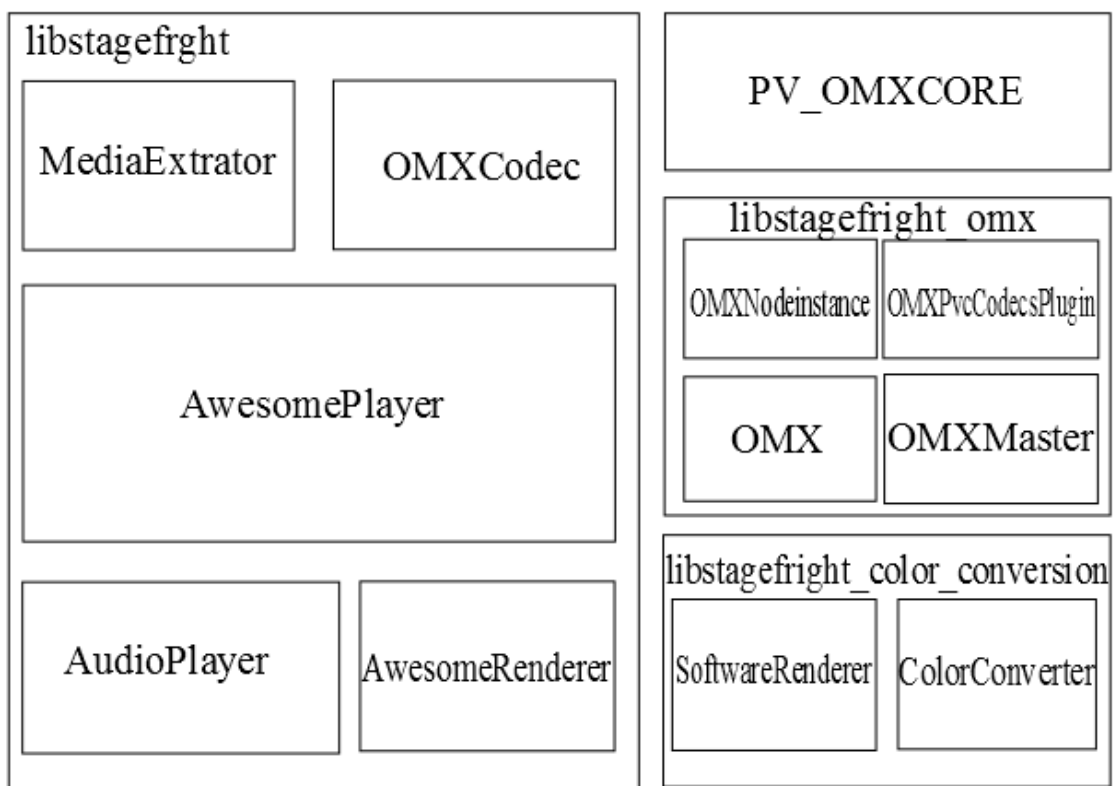 libstagefrght
MediaExtrator
OMXCodec
AwesomePlayer
AudioPlayer
AwesomeRenderer
PV_OMXCORE
libstagefright_omx
OMXNodeinstance
OMXPvcCodecsPlugin
OMX
OMXMaster
libstagefright_color_conversion
SoftwareRenderer
ColorConverter